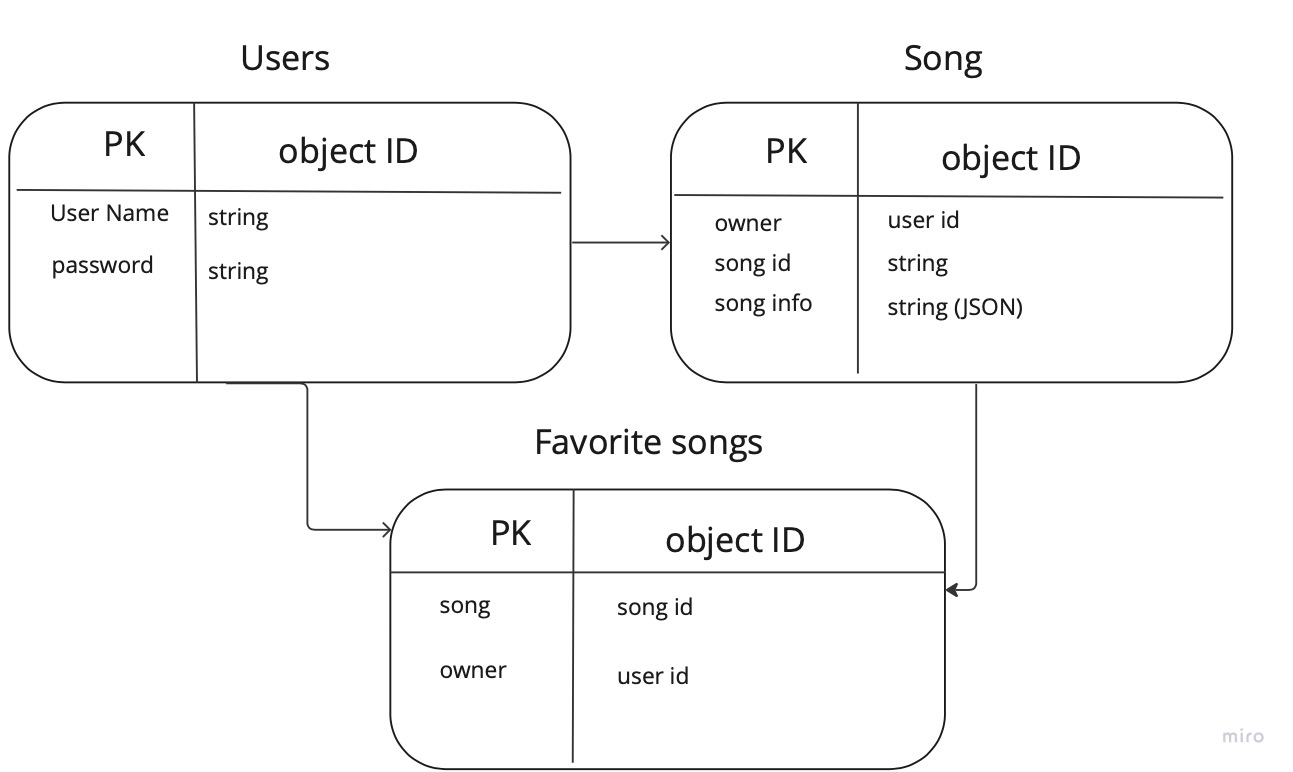 Users
PK object ID
User Name string
password string
Song
PK object ID
owner user id
song id string
song info string (JSON)
Favorite songs
PK object ID
song song id
owner user id
miro